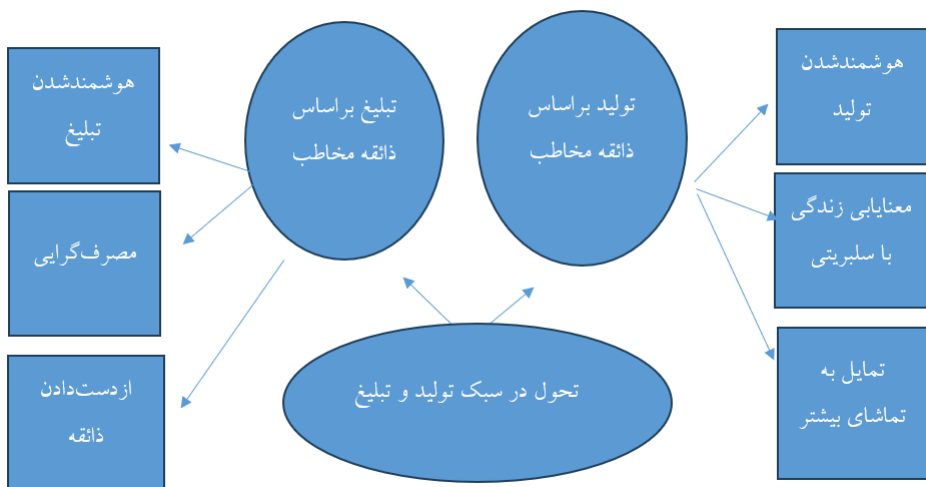 هوشمندشدن
تولید
تولید براساس
ذائقه مخاطب
تبلیغ براساس
ذائقه مخاطب
هوشمندشدن
تبلیغ
معنایابی زندگی
با سلبریتی
مصرف‌گرایی
تمایل به
تماشای بیشتر
تحول در سبک تولید و تبلیغ
ازدست‌دادن
ذائقه